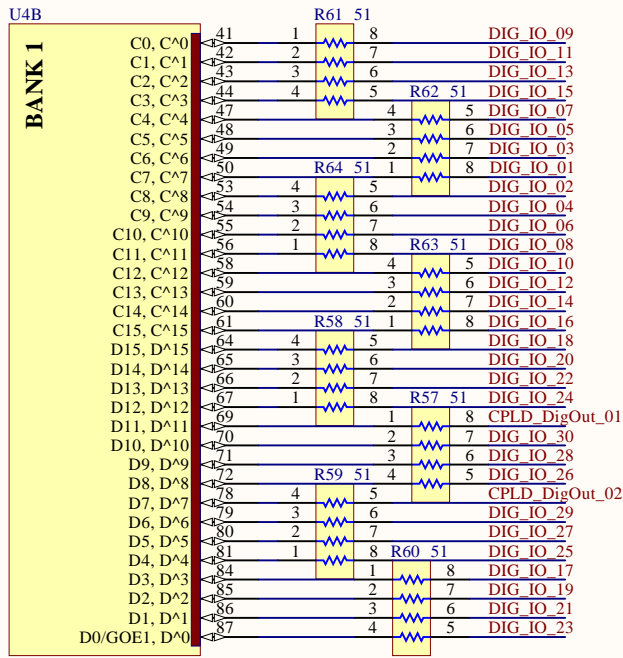 U4B
BANK 1
R61 51
C0, C^0 41 1 8 DIG_IO_09
C1, C^1 42 2 7 DIG_IO_11
C2, C^2 43 3 6 DIG_IO_13
C3, C^3 44 4 5 DIG_IO_15
R62 51
C4, C^4 47 4 5 DIG_IO_07
C5, C^5 48 3 6 DIG_IO_05
C6, C^6 49 2 7 DIG_IO_03
C7, C^7 50 1 8 DIG_IO_01
R64 51
C8, C^8 53 4 5 DIG_IO_02
C9, C^9 54 3 6 DIG_IO_04
C10, C^10 55 2 7 DIG_IO_06
C11, C^11 56 1 8 DIG_IO_08
R63 51
C12, C^12 58 4 5 DIG_IO_10
C13, C^13 59 3 6 DIG_IO_12
C14, C^14 60 2 7 DIG_IO_14
C15, C^15 61 1 8 DIG_IO_16
R58 51
D15, D^15 64 4 5 DIG_IO_18
D14, D^14 65 3 6 DIG_IO_20
D13, D^13 66 2 7 DIG_IO_22
D12, D^12 67 1 8 DIG_IO_24
R57 51
D11, D^11 69 1 8 CPLD_DigOut_01
D10, D^10 70 2 7 DIG_IO_30
D9, D^9 71 3 6 DIG_IO_28
D8, D^8 72 4 5 DIG_IO_26
R59 51
D7, D^7 78 4 5 CPLD_DigOut_02
D6, D^6 79 3 6 DIG_IO_29
D5, D^5 80 2 7 DIG_IO_27
D4, D^4 81 1 8 DIG_IO_25
R60 51
D3, D^3 84 1 8 DIG_IO_17
D2, D^2 85 2 7 DIG_IO_19
D1, D^1 86 3 6 DIG_IO_21
D0/GOE1, D^0 87 4 5 DIG_IO_23